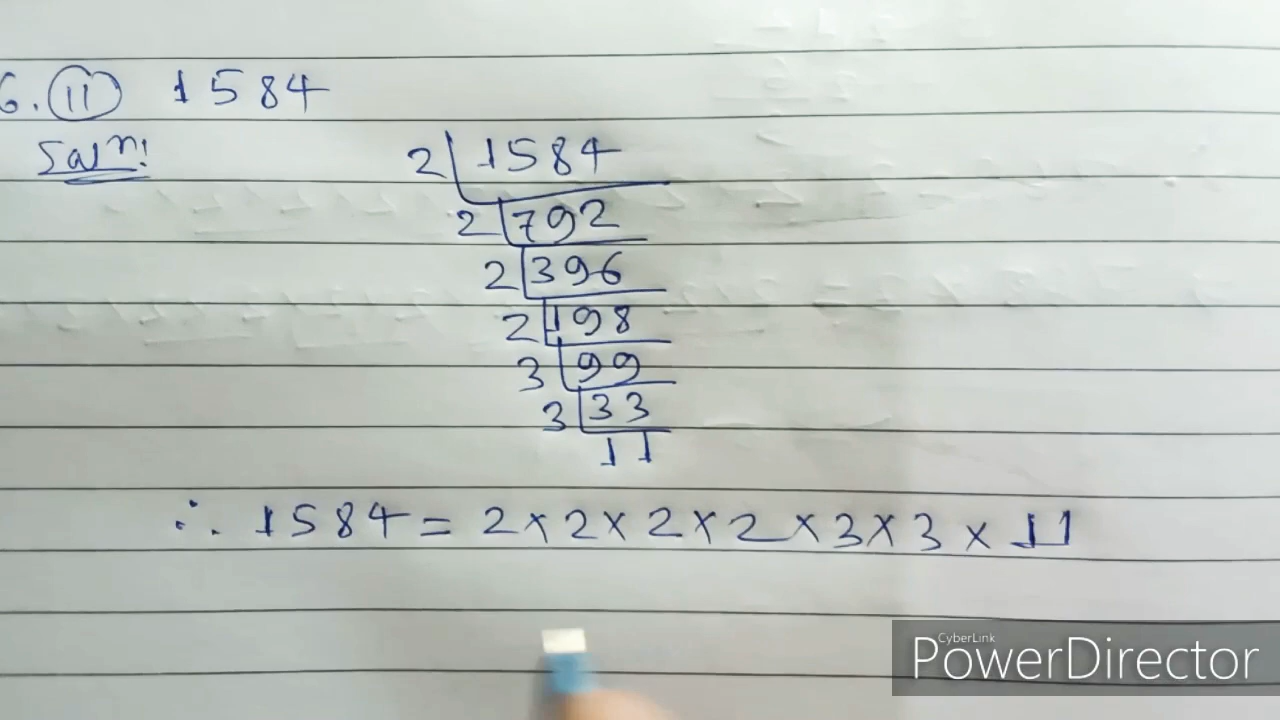 6. (11) 1584
Solⁿ:
2 | 1584
2 | 792
2 | 396
2 | 198
3 | 99
3 | 33
11
∴ 1584 = 2 × 2 × 2 × 2 × 3 × 3 × 11
CyberLink
PowerDirector